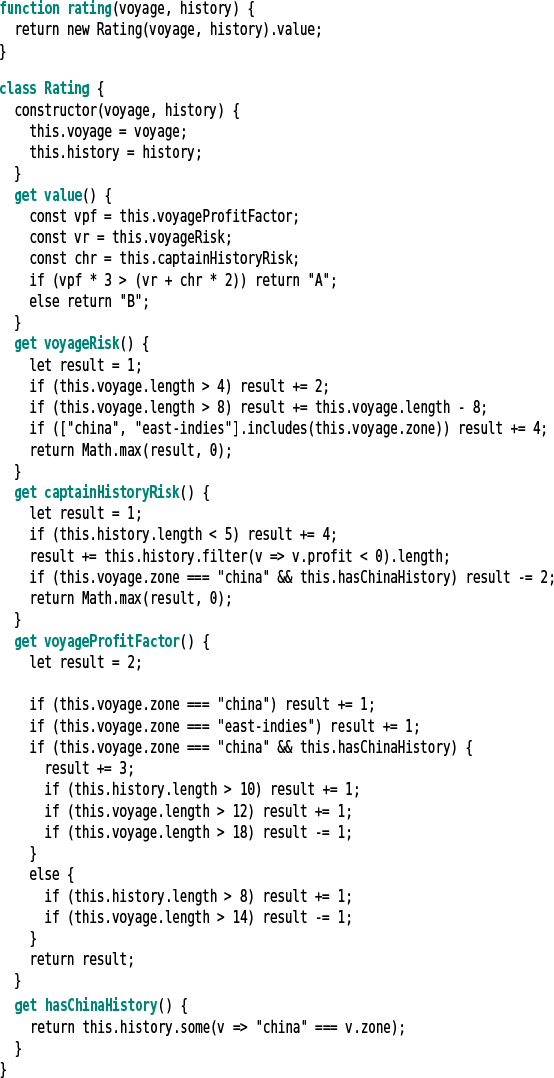 function rating(voyage, history) {
  return new Rating(voyage, history).value;
}
class Rating {
  constructor(voyage, history) {
    this.voyage = voyage;
    this.history = history;
  }
  get value() {
    const vpf = this.voyageProfitFactor;
    const vr = this.voyageRisk;
    const chr = this.captainHistoryRisk;
    if (vpf * 3 > (vr + chr * 2)) return "A";
    else return "B";
  }
  get voyageRisk() {
    let result = 1;
    if (this.voyage.length > 4) result += 2;
    if (this.voyage.length > 8) result += this.voyage.length - 8;
    if (["china", "east-indies"].includes(this.voyage.zone)) result += 4;
    return Math.max(result, 0);
  }
  get captainHistoryRisk() {
    let result = 1;
    if (this.history.length < 5) result += 4;
    result += this.history.filter(v => v.profit < 0).length;
    if (this.voyage.zone === "china" && this.hasChinaHistory) result -= 2;
    return Math.max(result, 0);
  }
  get voyageProfitFactor() {
    let result = 2;

    if (this.voyage.zone === "china") result += 1;
    if (this.voyage.zone === "east-indies") result += 1;
    if (this.voyage.zone === "china" && this.hasChinaHistory) {
      result += 3;
      if (this.history.length > 10) result += 1;
      if (this.voyage.length > 12) result += 1;
      if (this.voyage.length > 18) result -= 1;
    }
    else {
      if (this.history.length > 8) result += 1;
      if (this.voyage.length > 14) result -= 1;
    }
    return result;
  }
  get hasChinaHistory() {
    return this.history.some(v => "china" === v.zone);
  }
}